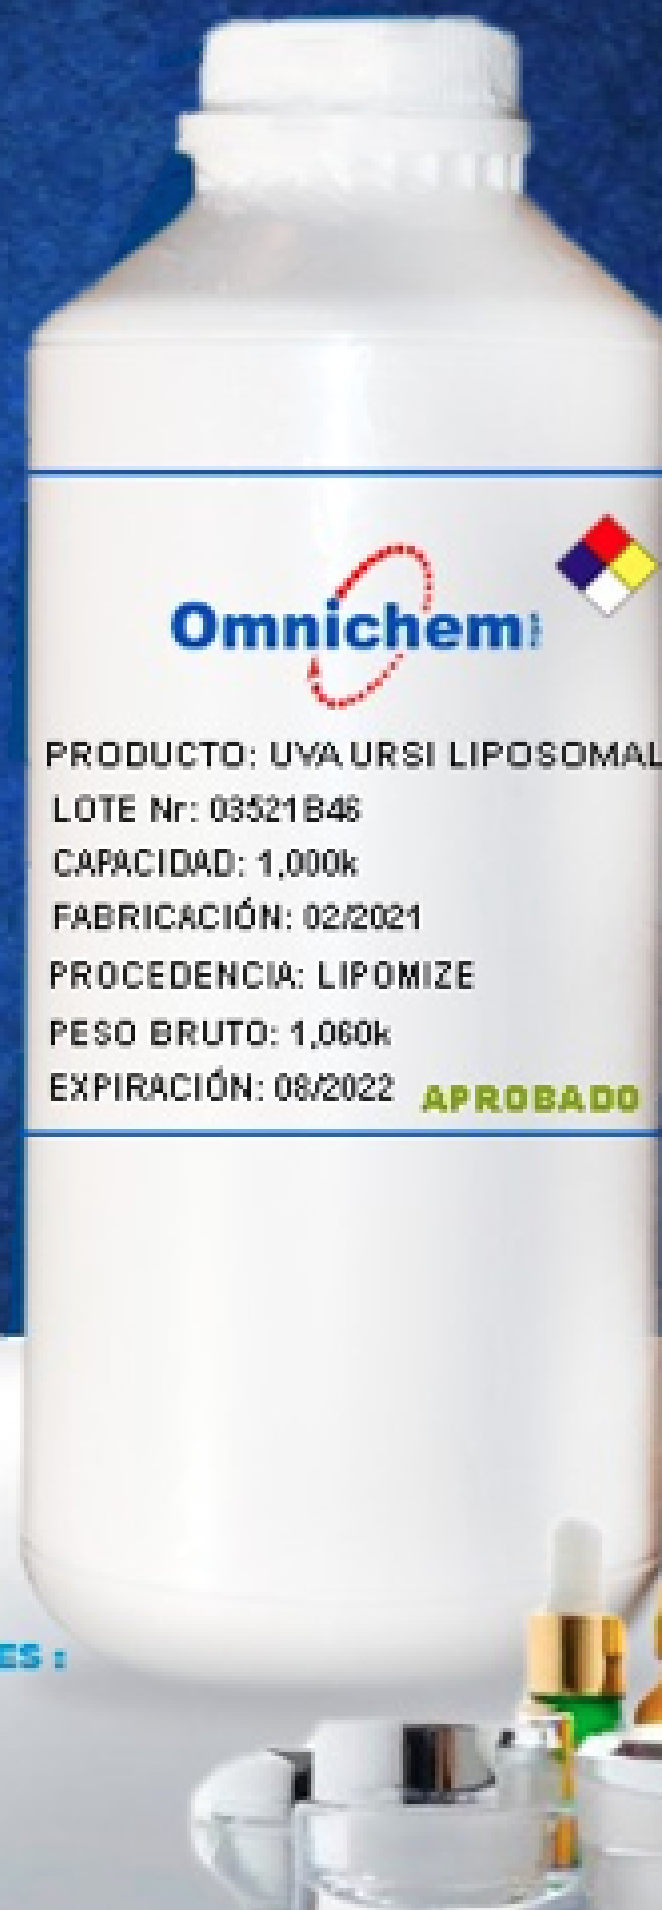 Omnichem
PRODUCTO: UVA URSI LIPOSOMAL
LOTE Nr: 03521B46
CAPACIDAD: 1,000k
FABRICACIÓN: 02/2021
PROCEDENCIA: LIPOMIZE
PESO BRUTO: 1,060k
EXPIRACIÓN: 08/2022 APROBADO
ES :